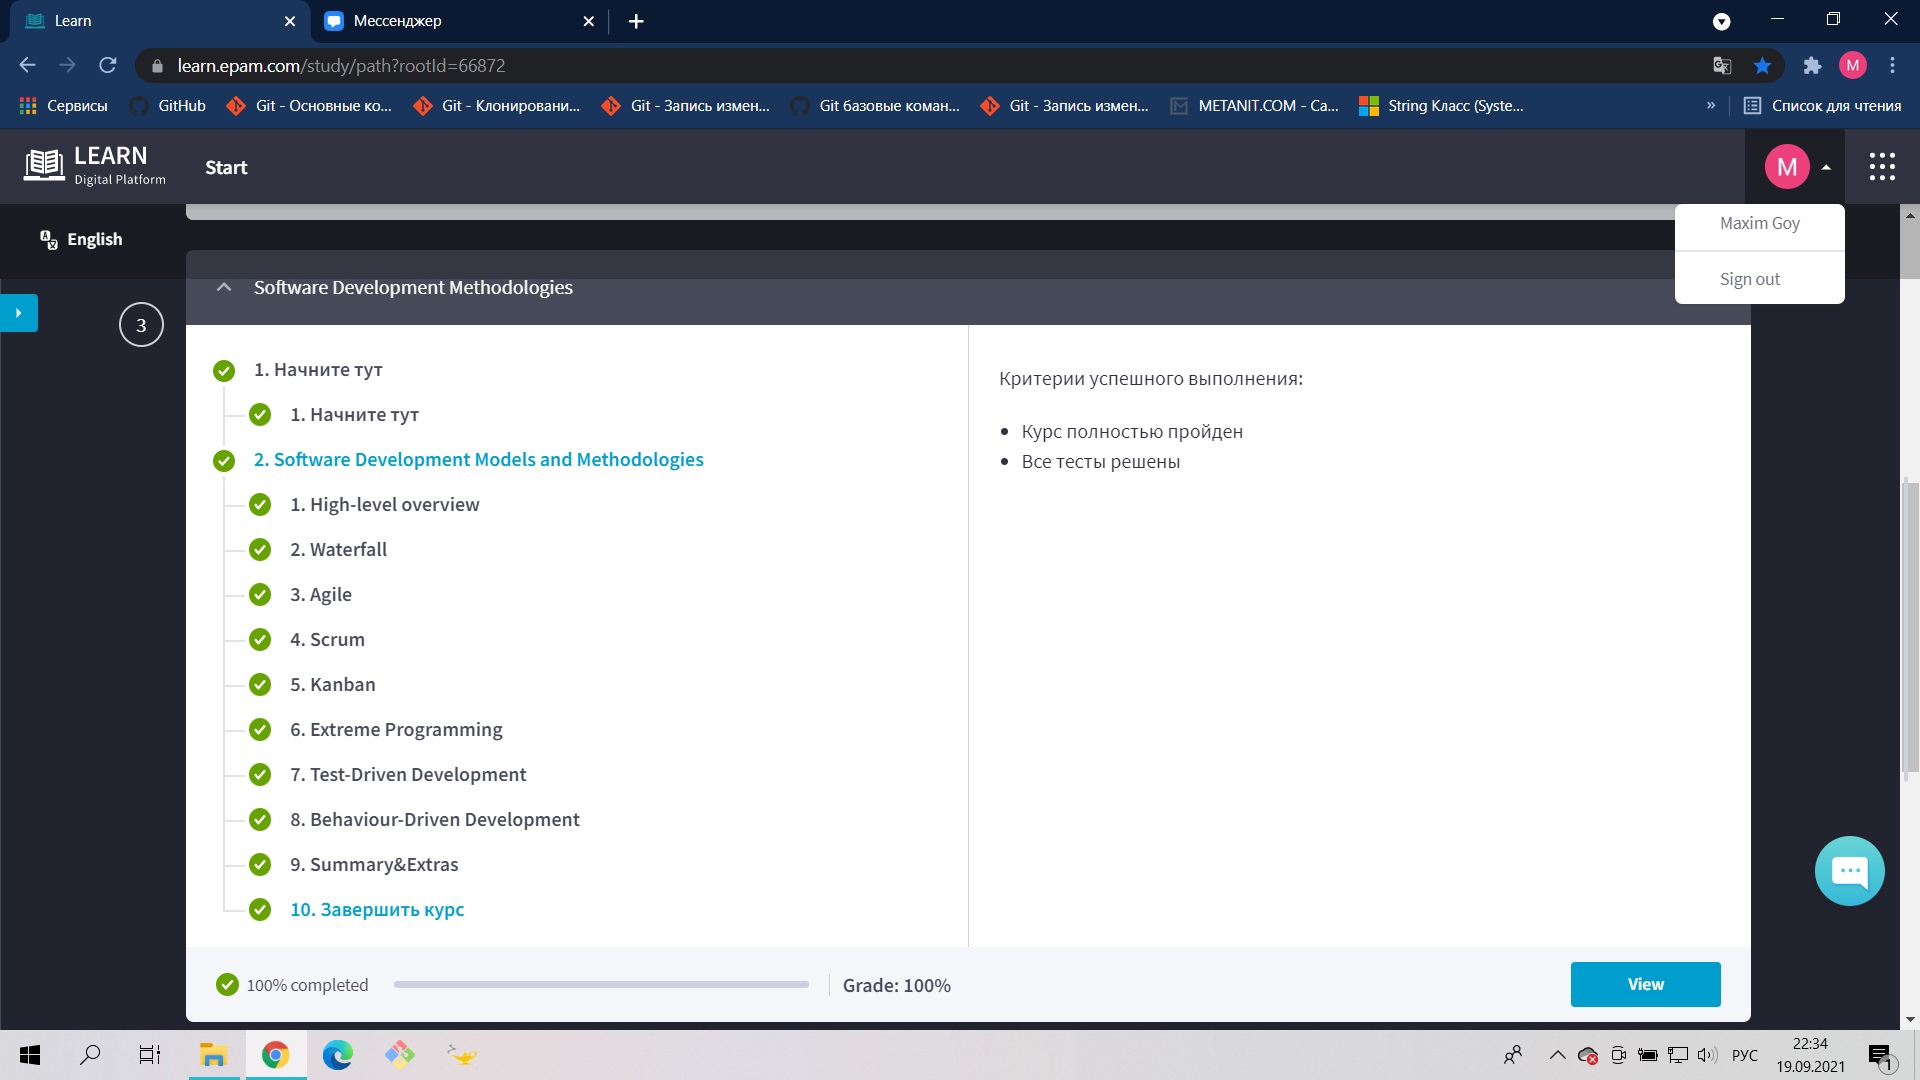 Learn
Мессенджер
learn.epam.com/study/path?rootId=66872
M
Сервисы
GitHub
Git - Основные ко...
Git - Клонировани...
Git - Запись измен...
Git базовые коман...
Git - Запись измен...
METANIT.COM - Са...
String Класс (Syste...
»
Список для чтения
LEARN
Digital Platform
Start
M
English
Maxim Goy
Sign out
3
Software Development Methodologies
1. Начните тут
1. Начните тут
2. Software Development Models and Methodologies
1. High-level overview
2. Waterfall
3. Agile
4. Scrum
5. Kanban
6. Extreme Programming
7. Test-Driven Development
8. Behaviour-Driven Development
9. Summary&Extras
10. Завершить курс
Критерии успешного выполнения:
• Курс полностью пройден
• Все тесты решены
100% completed
Grade: 100%
View
РУС
22:34
19.09.2021
1